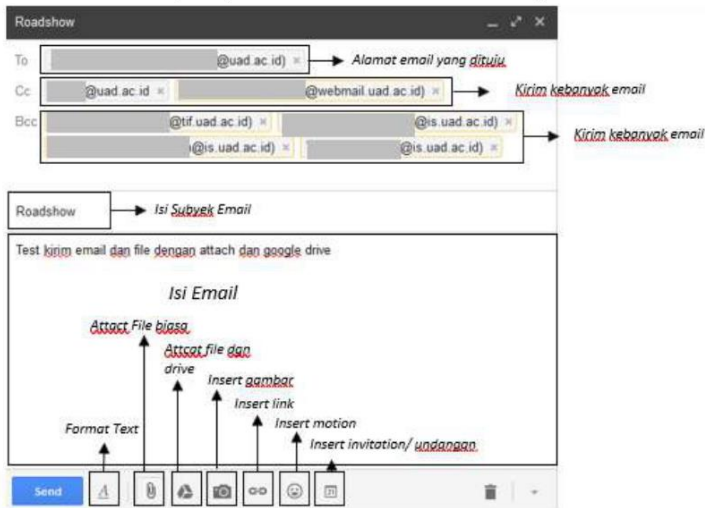 Roadshow
To @uad.ac.id) × Alamat email yang dituju
Cc @uad.ac.id × @webmail.uad.ac.id) × Kirim kebanyak email
Bcc @tif.uad.ac.id) × @is.uad.ac.id) ×
@is.uad.ac.id) × @is.uad.ac.id) × Kirim kebanyak email
Roadshow Isi Subyek Email
Test kirim email dan file dengan attach dan google drive
Isi Email
Attact File biasa
Attcat file dan
drive
Insert gambar
Insert link
Format Text
Insert motion
Insert invitation/ undangan
Send A 31